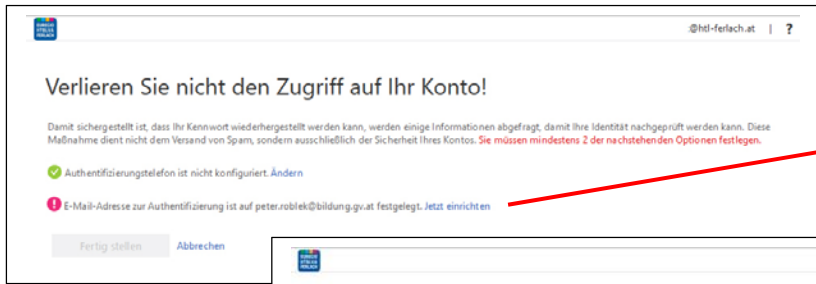 @htl-ferlach.at | ?
Verlieren Sie nicht den Zugriff auf Ihr Konto!
Damit sichergestellt ist, dass Ihr Kennwort wiederhergestellt werden kann, werden einige Informationen abgefragt, damit Ihre Identität nachgeprüft werden kann. Diese
Maßnahme dient nicht dem Versand von Spam, sondern ausschließlich der Sicherheit Ihres Kontos. Sie müssen mindestens 2 der nachstehenden Optionen festlegen.
Authentifizierungstelefon ist nicht konfiguriert. Ändern
E-Mail-Adresse zur Authentifizierung ist auf peter.roblek@bildung.gv.at festgelegt. Jetzt einrichten
Fertig stellen Abbrechen